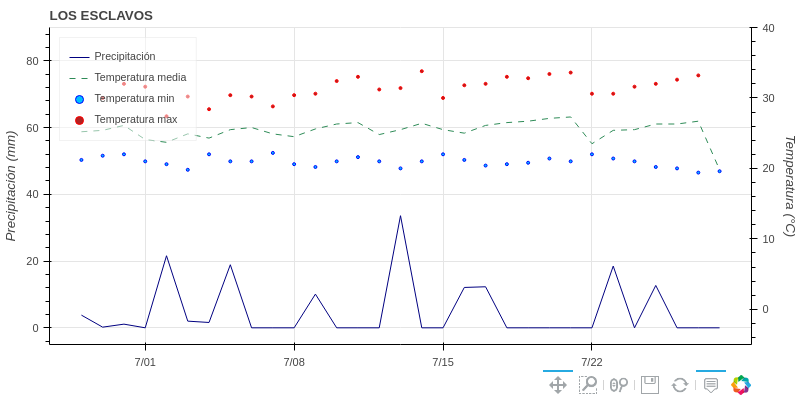 LOS ESCLAVOS
Precipitación
Temperatura media
Temperatura min
Temperatura max
Precipitación (mm)
80
60
40
20
0
Temperatura (°C)
40
30
20
10
0
7/01
7/08
7/15
7/22